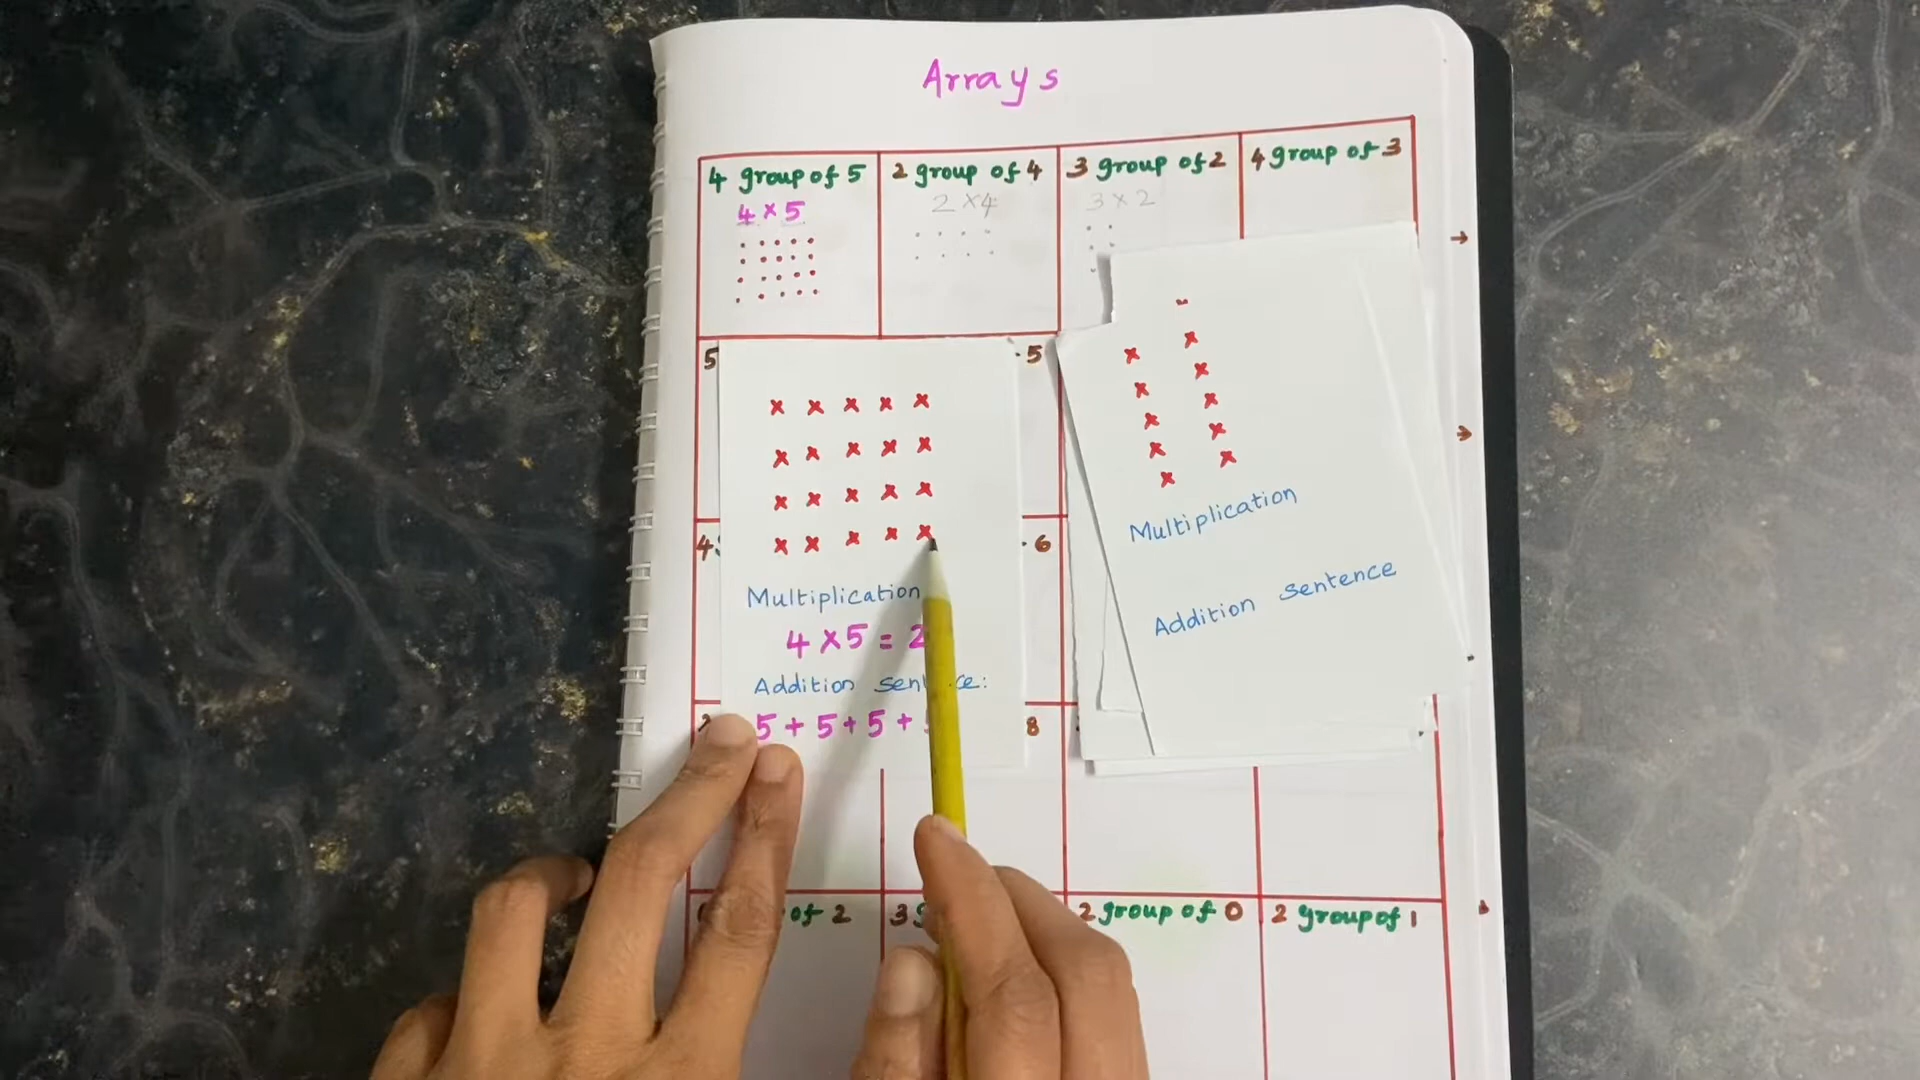 Arrays
4 group of 5
2 group of 4
3 group of 2
4 group of 3
4 × 5
2 × 4
3 × 2
5
5
4
6
Multiplication
4 × 5 = 2
Addition
5 + 5 + 5 +
8
Multiplication
Addition Sentence
of 2
3
2 group of 0
2 group of 1